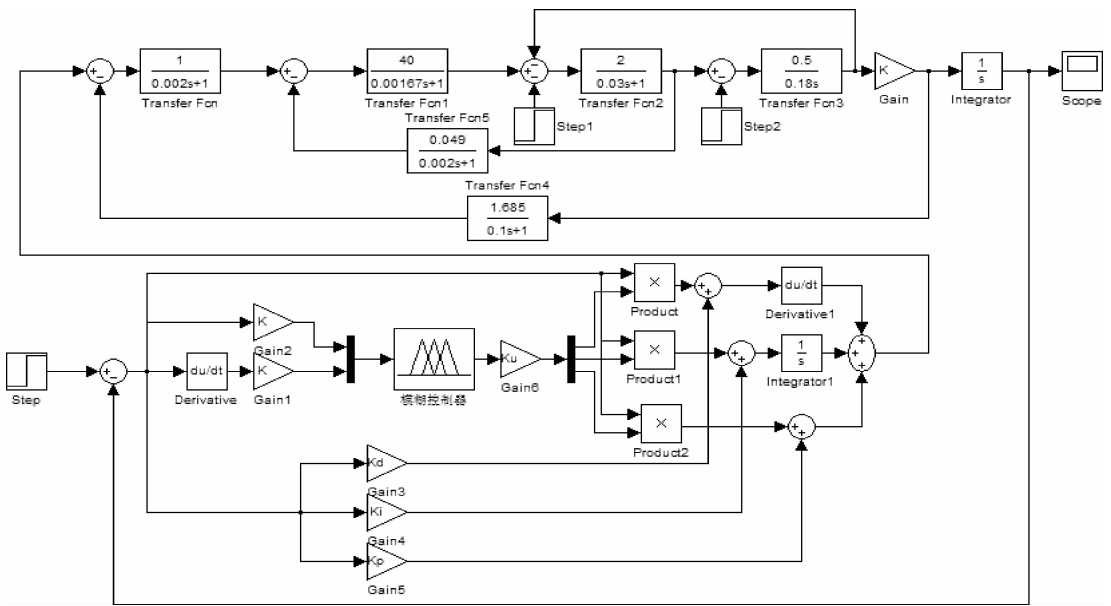 1
0.002s+1
Transfer Fcn
40
0.00167s+1
Transfer Fcn1
2
0.03s+1
Transfer Fcn2
0.5
0.18s
Transfer Fcn3
K
Gain
1
s
Integrator
Scope
Step1
Step2
Transfer Fcn5
0.049
0.002s+1
Transfer Fcn4
1.685
0.1s+1
Step
du/dt
Derivative
K
Gain2
K
Gain1
模糊控制器
Ku
Gain6
×
Product
×
Product1
×
Product2
du/dt
Derivative1
1
s
Integrator1
Kd
Gain3
Ki
Gain4
Kp
Gain5